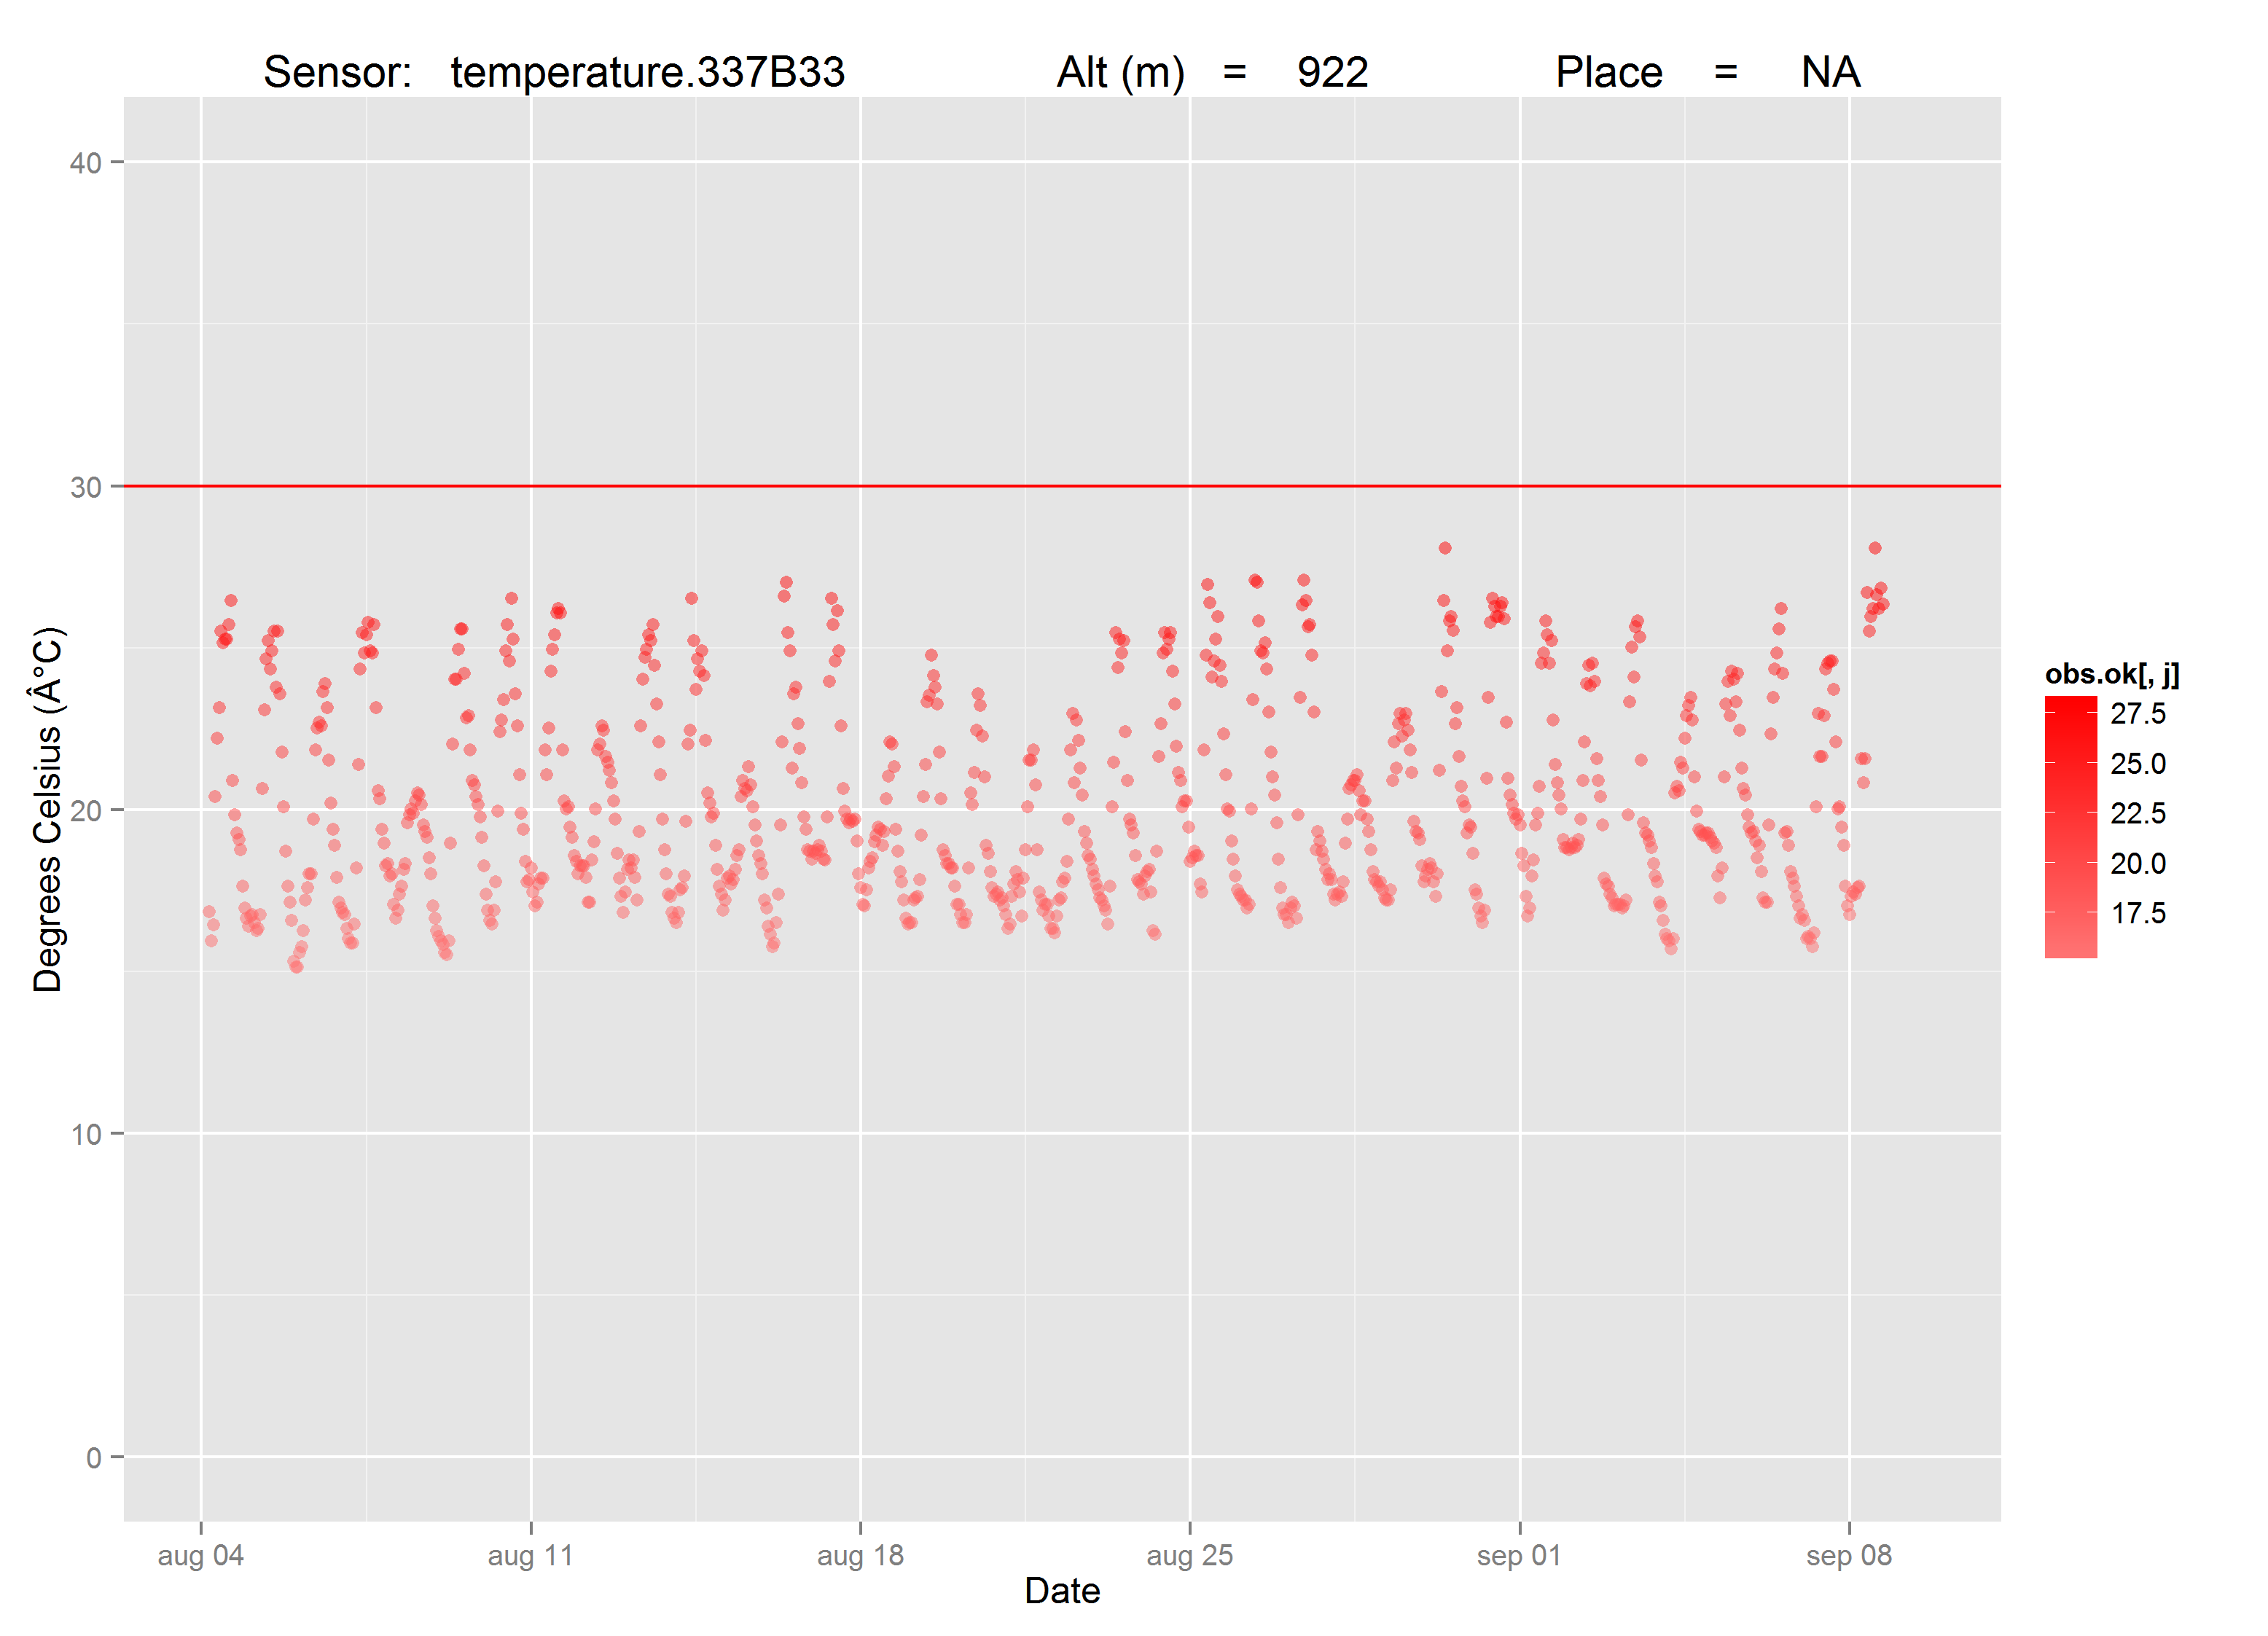 Sensor: temperature.337B33 Alt (m) = 922 Place = NA
40
30
20
10
0
Degrees Celsius (Â°C)
aug 04 aug 11 aug 18 aug 25 sep 01 sep 08
Date
obs.ok[, j]
27.5
25.0
22.5
20.0
17.5